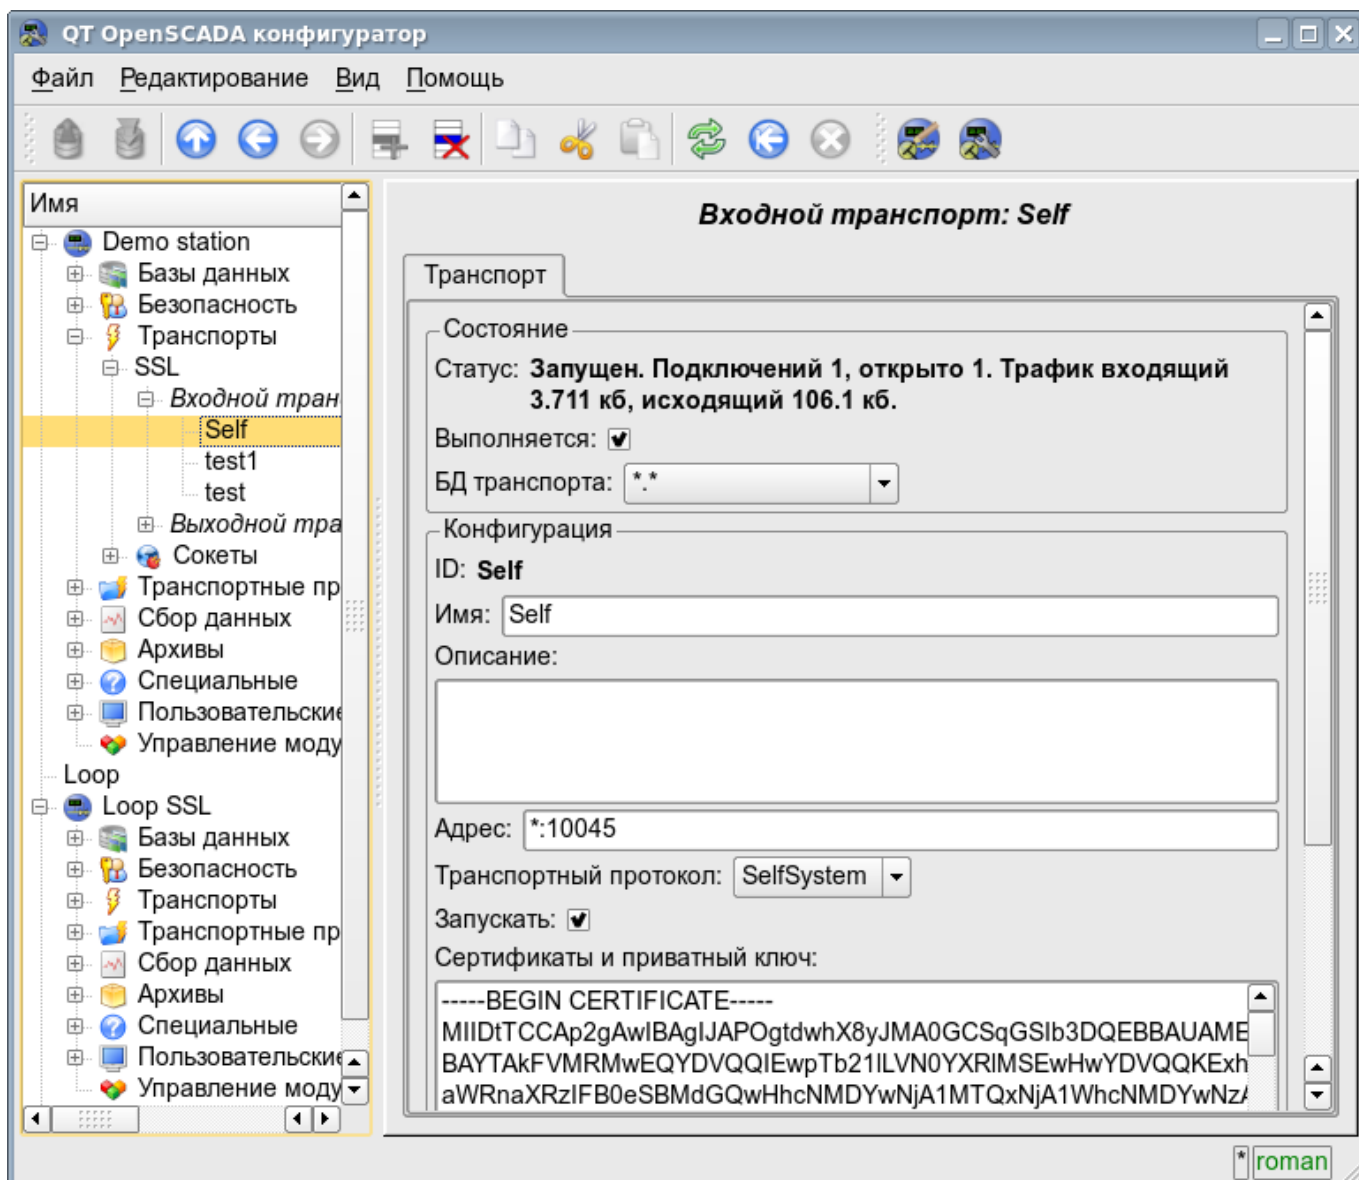 QT OpenSCADA конфигуратор
Файл Редактирование Вид Помощь
Имя
Demo station
Базы данных
Безопасность
Транспорты
SSL
Входной тран
Self
test1
test
Выходной тра
Сокеты
Транспортные пр
Сбор данных
Архивы
Специальные
Пользовательские
Управление моду
Loop
Loop SSL
Базы данных
Безопасность
Транспорты
Транспортные пр
Сбор данных
Архивы
Специальные
Пользовательские
Управление моду
Входной транспорт: Self
Транспорт
Состояние
Статус: Запущен. Подключений 1, открыто 1. Трафик входящий
3.711 кб, исходящий 106.1 кб.
Выполняется:
БД транспорта: *.*
Конфигурация
ID: Self
Имя: Self
Описание:
Адрес: *:10045
Транспортный протокол: SelfSystem
Запускать:
Сертификаты и приватный ключ:
-----BEGIN CERTIFICATE-----
MIIDtTCCAp2gAwIBAgIJAPOgtdwhX8yJMA0GCSqGSIb3DQEBBAUAME
BAYTAkFVMRMwEQYDVQQIEwpTb21lLVN0YXRlMSEwHwYDVQQKExh
aWRnaXRzIFB0eSBMdGQwHhcNMDYwNjA1MTQxNjA1WhcNMDYwNzA
* roman